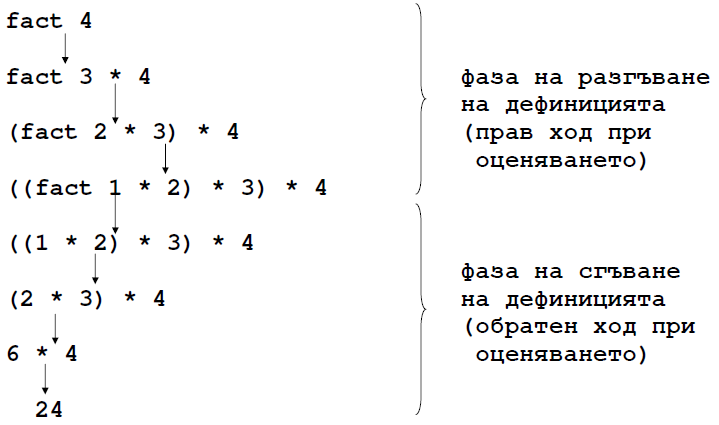 fact 4
fact 3 * 4
(fact 2 * 3) * 4
((fact 1 * 2) * 3) * 4
((1 * 2) * 3) * 4
(2 * 3) * 4
6 * 4
24
фаза на разгъване
на дефиницията
(прав ход при
оценяването)
фаза на сгъване
на дефиницията
(обратен ход при
оценяването)